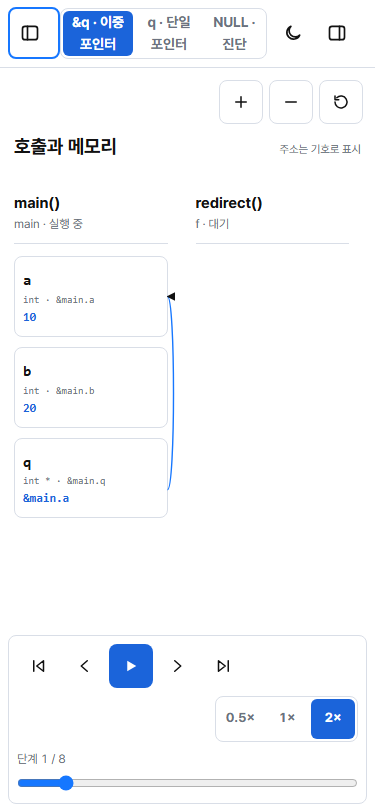 &q · 이중
포인터
q · 단일
포인터
NULL ·
진단
호출과 메모리
주소는 기호로 표시
main()
main · 실행 중
redirect()
f · 대기
a
int · &main.a
10
b
int · &main.b
20
q
int * · &main.q
&main.a
0.5×
1×
2×
단계 1 / 8